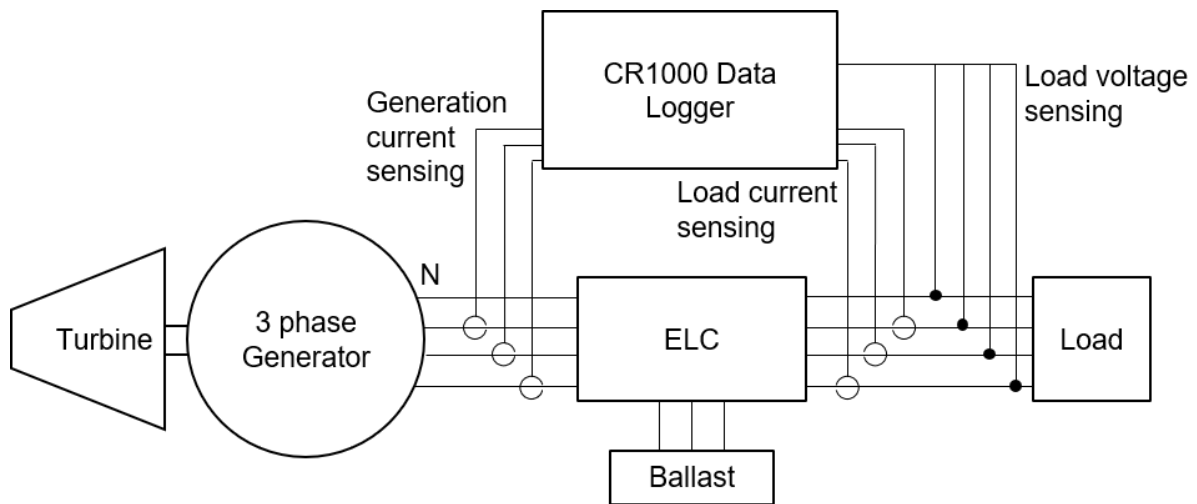 CR1000 Data
Logger
Generation
current
sensing
Load voltage
sensing
Load current
sensing
N
Turbine
3 phase
Generator
ELC
Load
Ballast